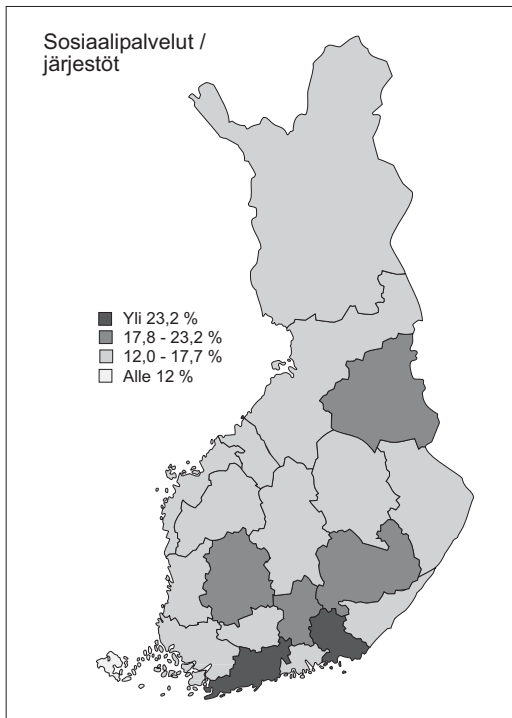 Sosiaalipalvelut /
järjestöt
Yli 23,2 %
17,8 - 23,2 %
12,0 - 17,7 %
Alle 12 %